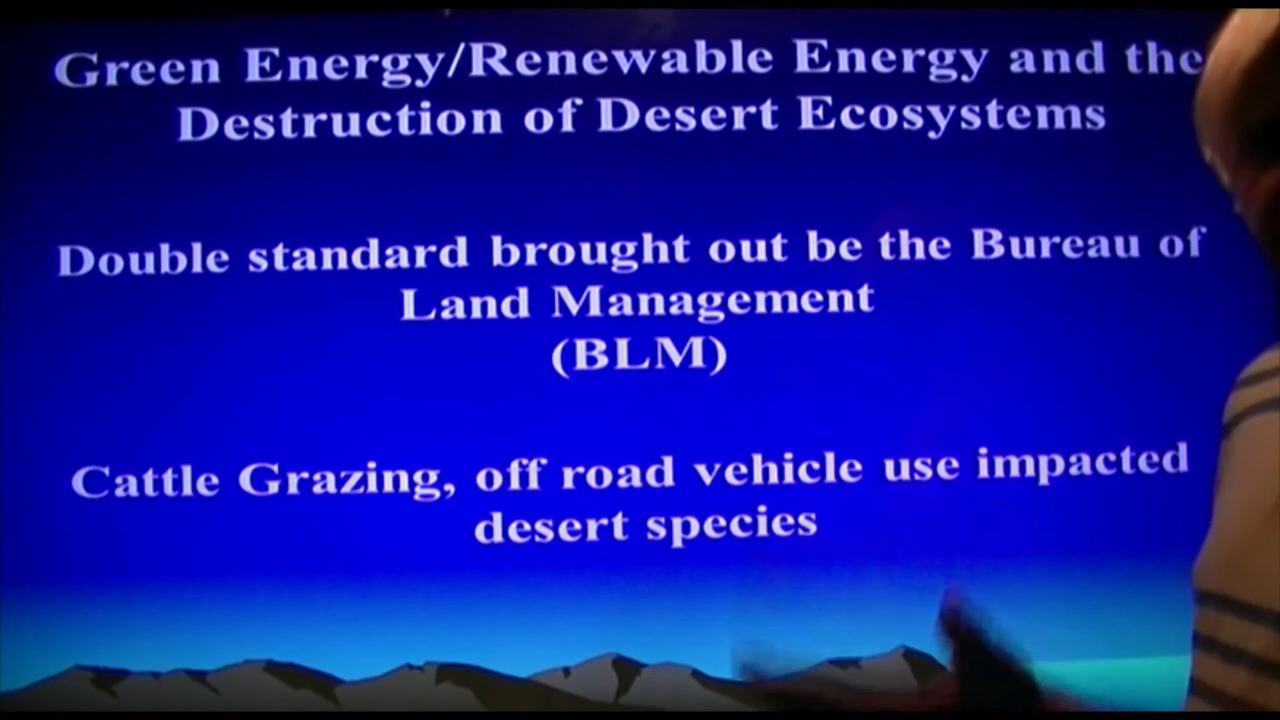 Green Energy/Renewable Energy and the
Destruction of Desert Ecosystems
Double standard brought out be the Bureau of
Land Management
(BLM)
Cattle Grazing, off road vehicle use impacted
desert species